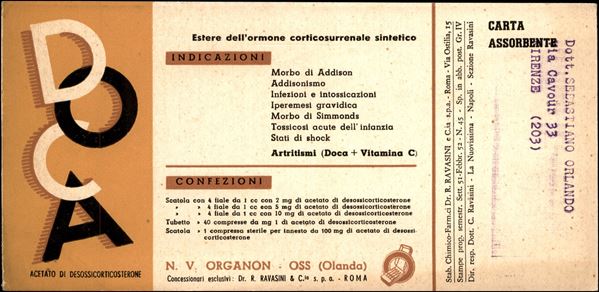 DOCA
ACETATO DI DESOSSICORTICOSTERONE
Estere dell'ormone corticosurrenale sintetico
INDICAZIONI
Morbo di Addison
Addisonismo
Infezioni e intossicazioni
Iperemesi gravidica
Morbo di Simmonds
Tossicosi acute dell'infanzia
Stati di shock
Artritismi (Doca + Vitamina C)
CONFEZIONI
Scatola con 4 fiale da 1 cc con 2 mg di acetato di desossicorticosterone
» » 4 fiale da 1 cc con 5 mg di acetato di desossicorticosterone
» » 4 fiale da 1 cc con 10 mg di acetato di desossicorticosterone
Tubetto » 40 compresse da mg 1 di acetato di desossicorticosterone
Scatola » 1 compressa sterile per innesto da 100 mg di acetato di desossi-
corticosterone
N. V. ORGANON - OSS (Olanda)
Concessionari esclusivi: Dr. R. RAVASINI & C.ia s. p. a. - ROMA
Stab. Chimico-Farm.ci Dr. R. RAVASINI e C.ia s.p.a. - Roma - Via Ostilia, 15
Stampe prop. semestr. Sett. 51-Febbr. 52 - N. 45 - Sp. in abb. post. Gr. IV
Dir. resp. Dott. C. Ravasini - La Nuovissima - Napoli - Sezione Ravasini
CARTA
ASSORBENTE
Dott. SEBASTIANO ORLANDO
Via Cavour 33
FIRENZE (203)